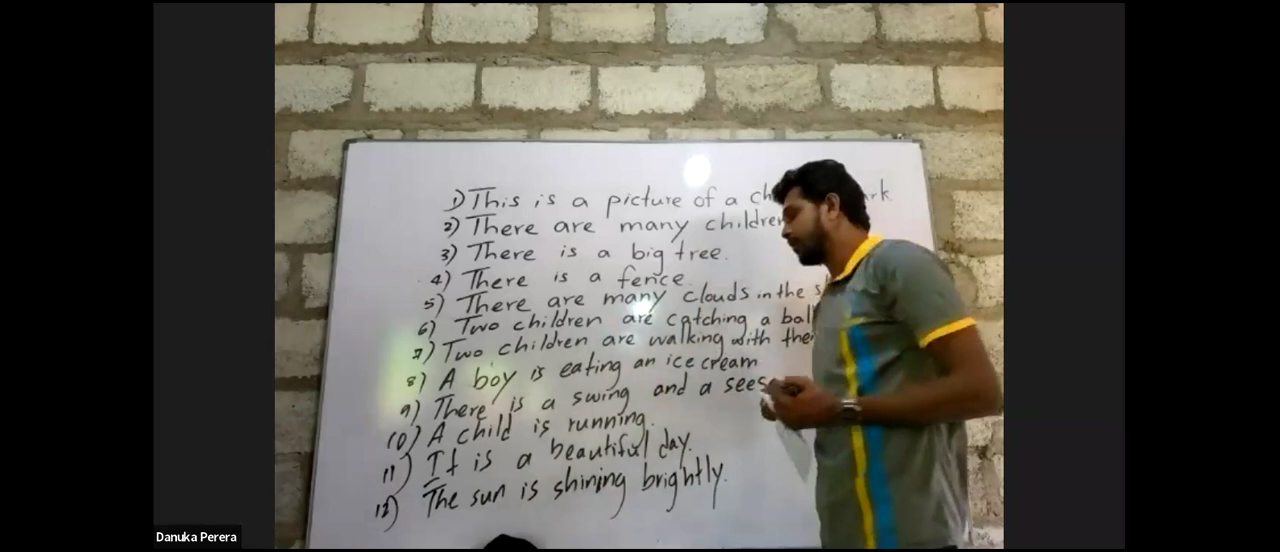 1) This is a picture of a
2) There are many children
3) There is a big tree.
4) There is a fence.
5) There are many clouds in the
6) Two children are catching a ball
7) Two children are walking with
8) A boy is eating an ice cream
9) There is a swing and a
10) A child is running.
11) It is a beautiful day.
12) The sun is shining brightly.
Danuka Perera